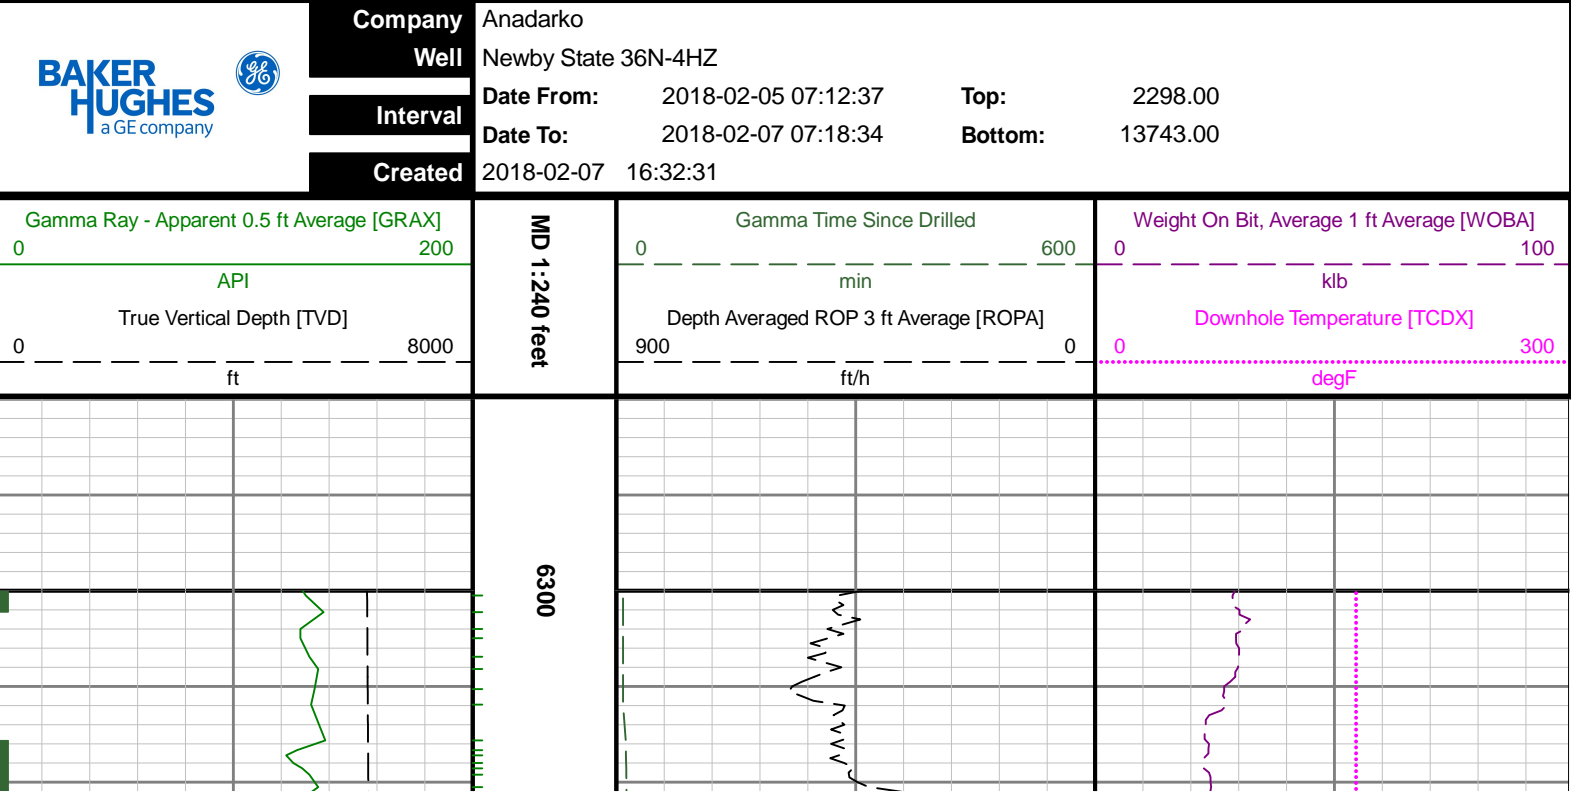 BAKER
HUGHES
a GE company
GE
Company Anadarko
Well Newby State 36N-4HZ
Interval
Date From: 2018-02-05 07:12:37 Top: 2298.00
Date To: 2018-02-07 07:18:34 Bottom: 13743.00
Created 2018-02-07 16:32:31
Gamma Ray - Apparent 0.5 ft Average [GRAX]
0 200
API
True Vertical Depth [TVD]
0 8000
ft
MD 1:240 feet
Gamma Time Since Drilled
0 600
min
Depth Averaged ROP 3 ft Average [ROPA]
900 0
ft/h
Weight On Bit, Average 1 ft Average [WOBA]
0 100
klb
Downhole Temperature [TCDX]
0 300
degF
6300